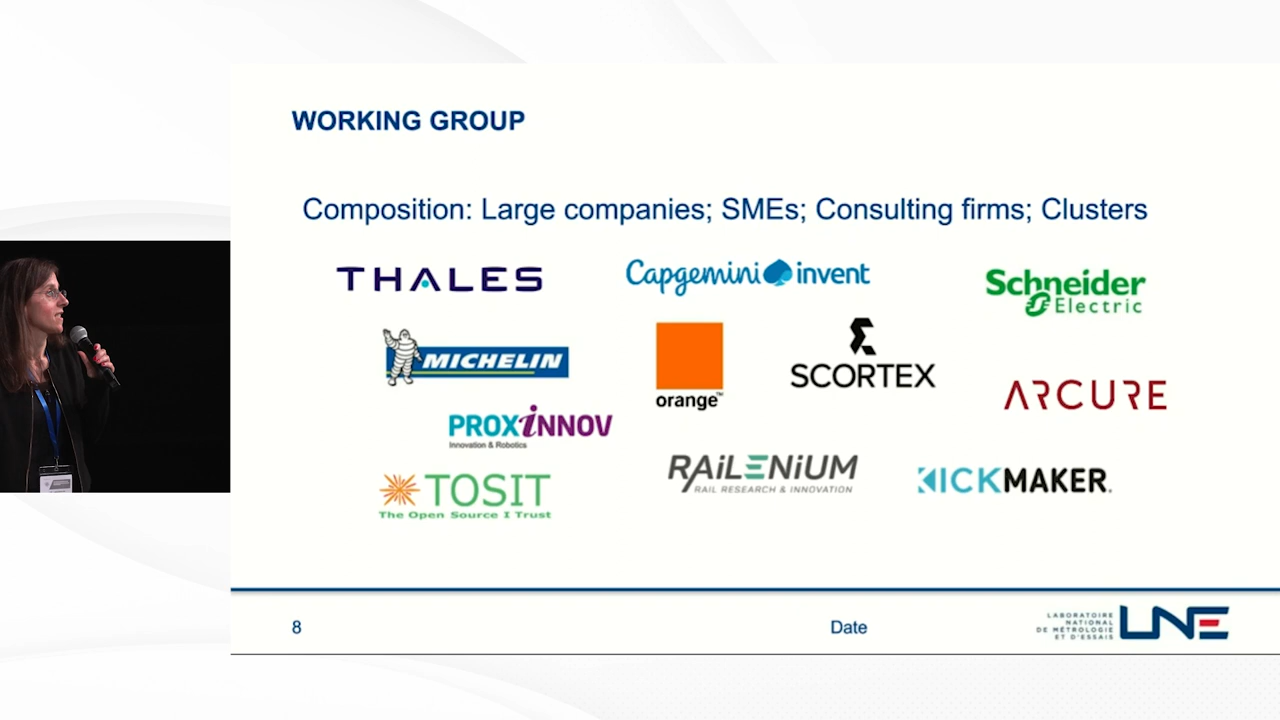 WORKING GROUP
Composition: Large companies; SMEs; Consulting firms; Clusters
THALES
Capgemini invent
Schneider
Electric
MICHELIN
orange™
SCORTEX
ARCURE
PROXiNNOV
Innovation & Robotics
RAiLENiUM
RAIL RESEARCH & INNOVATION
KICKMAKER.
TOSIT
The Open Source I Trust
8
Date
LABORATOIRE
NATIONAL
DE MÉTROLOGIE
ET D'ESSAIS
LNE